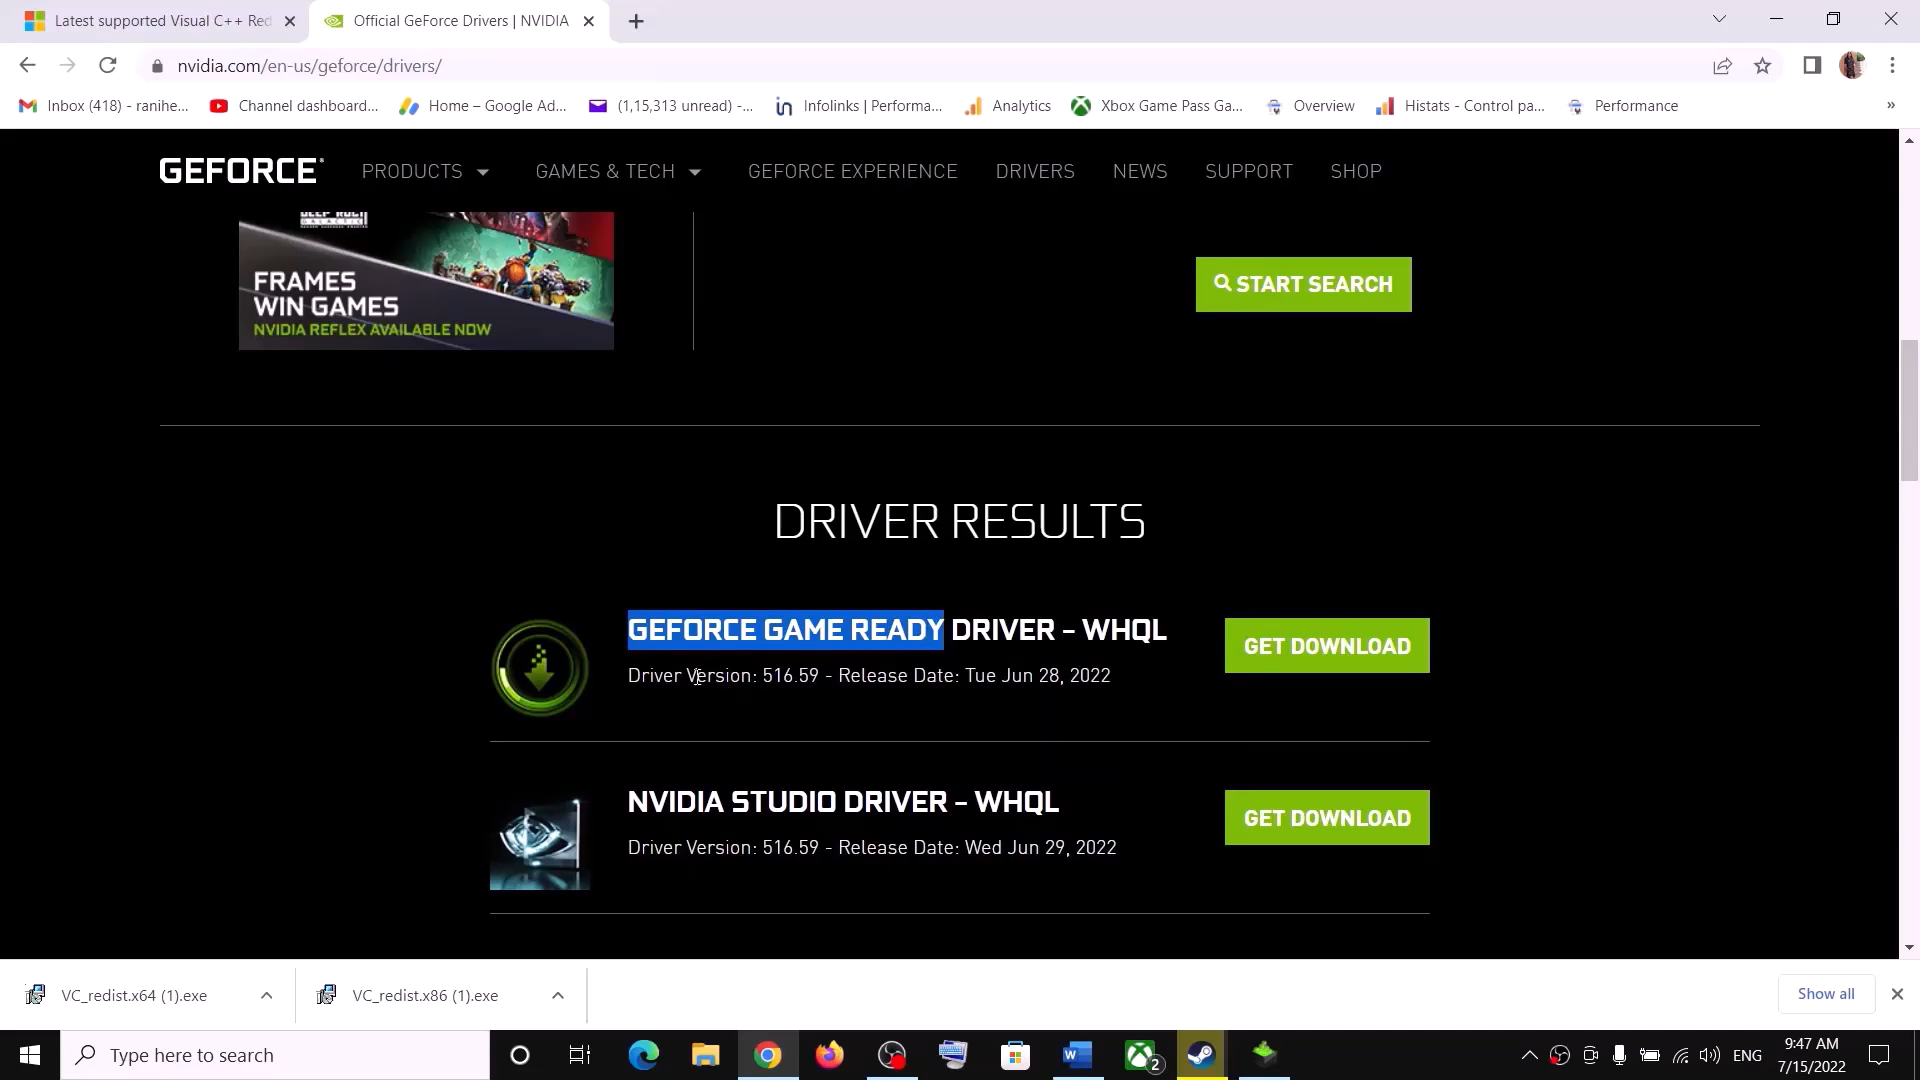 Latest supported Visual C++ Red
Official GeForce Drivers | NVIDIA
nvidia.com/en-us/geforce/drivers/
Inbox (418) - ranihe...
Channel dashboard...
Home – Google Ad...
(1,15,313 unread) -...
Infolinks | Performa...
Analytics
Xbox Game Pass Ga...
Overview
Histats - Control pa...
Performance
»
GEFORCE
PRODUCTS
GAMES & TECH
GEFORCE EXPERIENCE
DRIVERS
NEWS
SUPPORT
SHOP
DEEP ROCK
GALACTIC
FRAMES
WIN GAMES
NVIDIA REFLEX AVAILABLE NOW
START SEARCH
DRIVER RESULTS
GEFORCE GAME READY DRIVER - WHQL
Driver Version: 516.59 - Release Date: Tue Jun 28, 2022
GET DOWNLOAD
NVIDIA STUDIO DRIVER - WHQL
Driver Version: 516.59 - Release Date: Wed Jun 29, 2022
GET DOWNLOAD
VC_redist.x64 (1).exe
VC_redist.x86 (1).exe
Show all
Type here to search
2
ENG
9:47 AM
7/15/2022